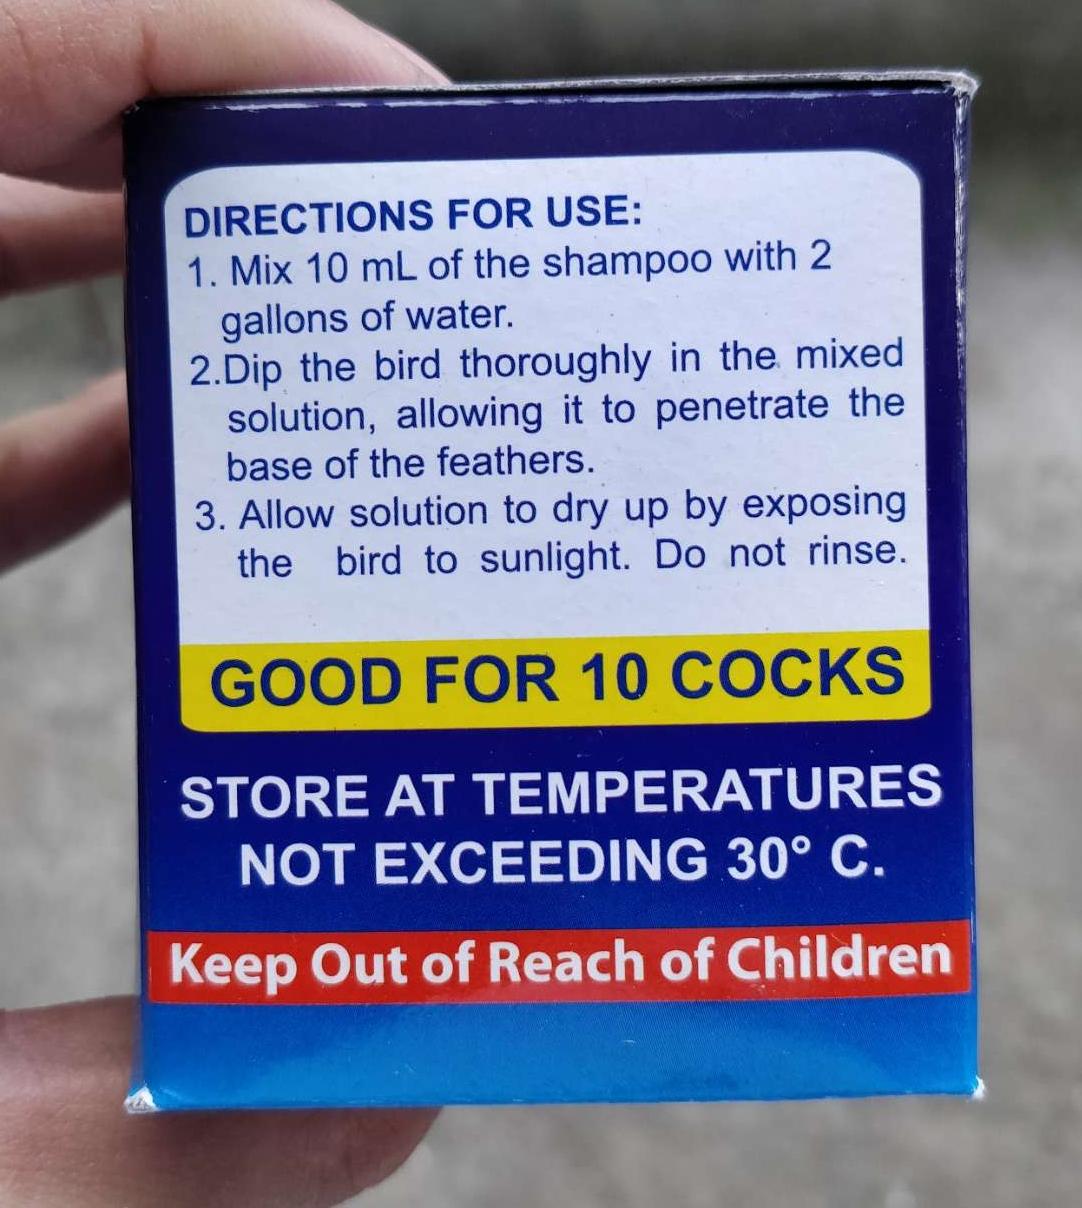 DIRECTIONS FOR USE:
1. Mix 10 mL of the shampoo with 2
gallons of water.
2.Dip the bird thoroughly in the mixed
solution, allowing it to penetrate the
base of the feathers.
3. Allow solution to dry up by exposing
the bird to sunlight. Do not rinse.
GOOD FOR 10 COCKS
STORE AT TEMPERATURES
NOT EXCEEDING 30° C.
Keep Out of Reach of Children